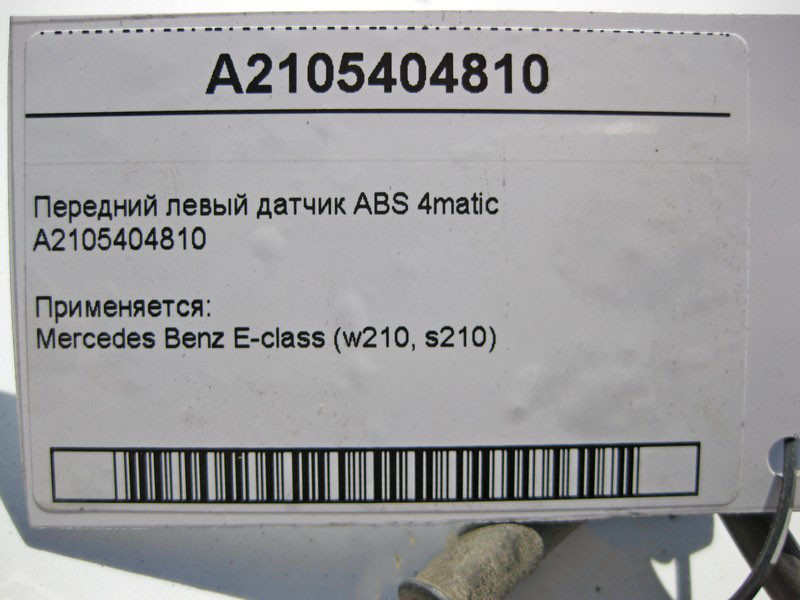 A2105404810
Передний левый датчик ABS 4matic
A2105404810
Применяется:
Mercedes Benz E-class (w210, s210)